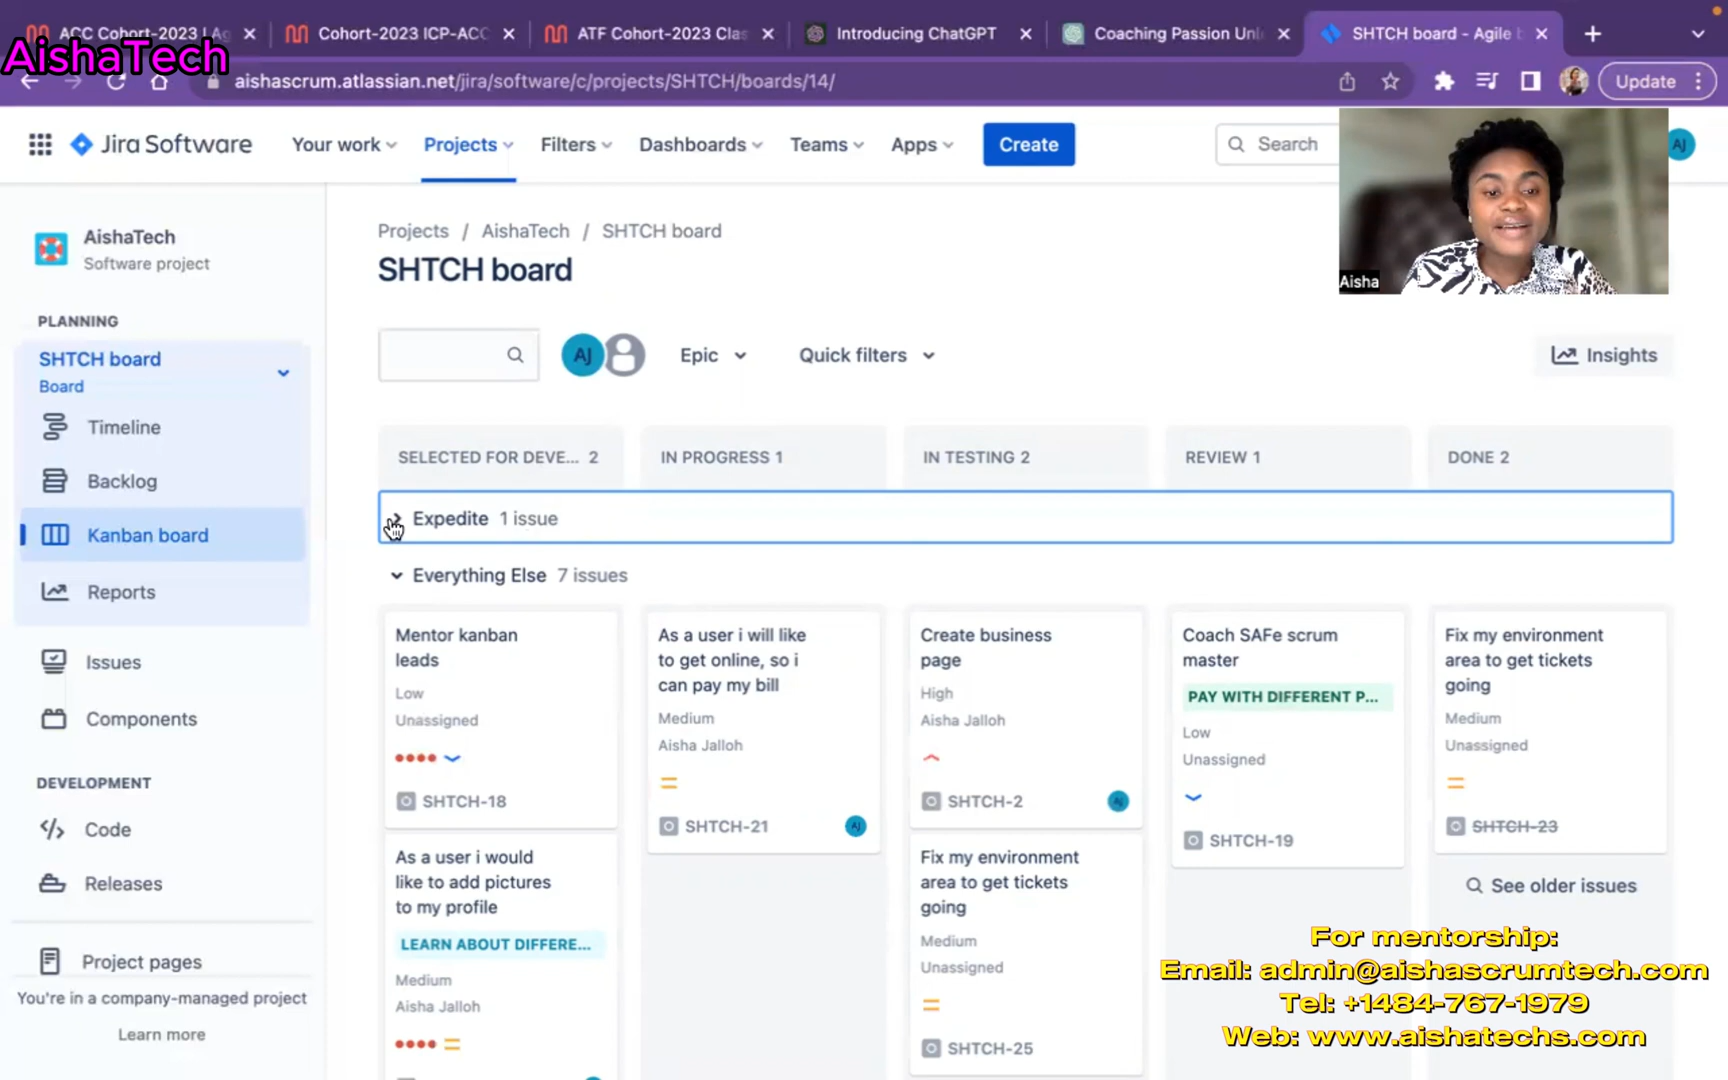 ACC Cohort-2023 | Ag
Cohort-2023 ICP-ACC
ATF Cohort-2023 Clas
Introducing ChatGPT
Coaching Passion Unl
SHTCH board - Agile b
AishaTech
aishascrum.atlassian.net/jira/software/c/projects/SHTCH/boards/14/
Update
Jira Software
Your work
Projects
Filters
Dashboards
Teams
Apps
Create
Search
AJ
Aisha
AishaTech
Software project
PLANNING
SHTCH board
Board
Timeline
Backlog
Kanban board
Reports
Issues
Components
DEVELOPMENT
Code
Releases
Project pages
You're in a company-managed project
Learn more
Projects / AishaTech / SHTCH board
SHTCH board
AJ
Epic
Quick filters
Insights
SELECTED FOR DEVE... 2
IN PROGRESS 1
IN TESTING 2
REVIEW 1
DONE 2
Expedite 1 issue
Everything Else 7 issues
Mentor kanban
leads
Low
Unassigned
SHTCH-18
As a user i would
like to add pictures
to my profile
LEARN ABOUT DIFFERE...
Medium
Aisha Jalloh
As a user i will like
to get online, so i
can pay my bill
Medium
Aisha Jalloh
SHTCH-21
AJ
Create business
page
High
Aisha Jalloh
SHTCH-2
AJ
Fix my environment
area to get tickets
going
Medium
Unassigned
SHTCH-25
Coach SAFe scrum
master
PAY WITH DIFFERENT P...
Low
Unassigned
SHTCH-19
Fix my environment
area to get tickets
going
Medium
Unassigned
SHTCH-23
See older issues
For mentorship:
Email: admin@aishascrumtech.com
Tel: +1484-767-1979
Web: www.aishatechs.com